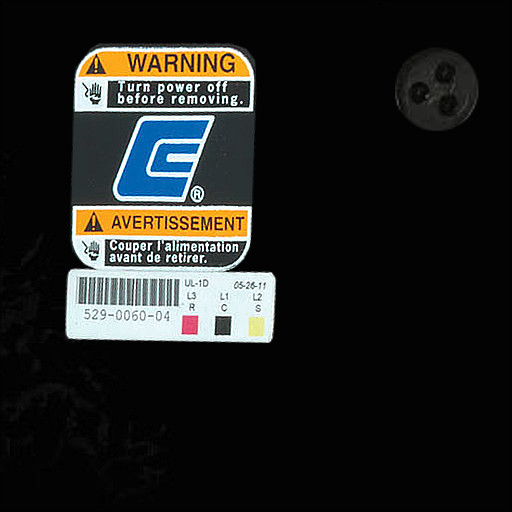 WARNING
Turn power off
before removing.
®
AVERTISSEMENT
Couper l'alimentation
avant de retirer.
UL-1D 05-26-11
L3 L1 L2
R C S
529-0060-04